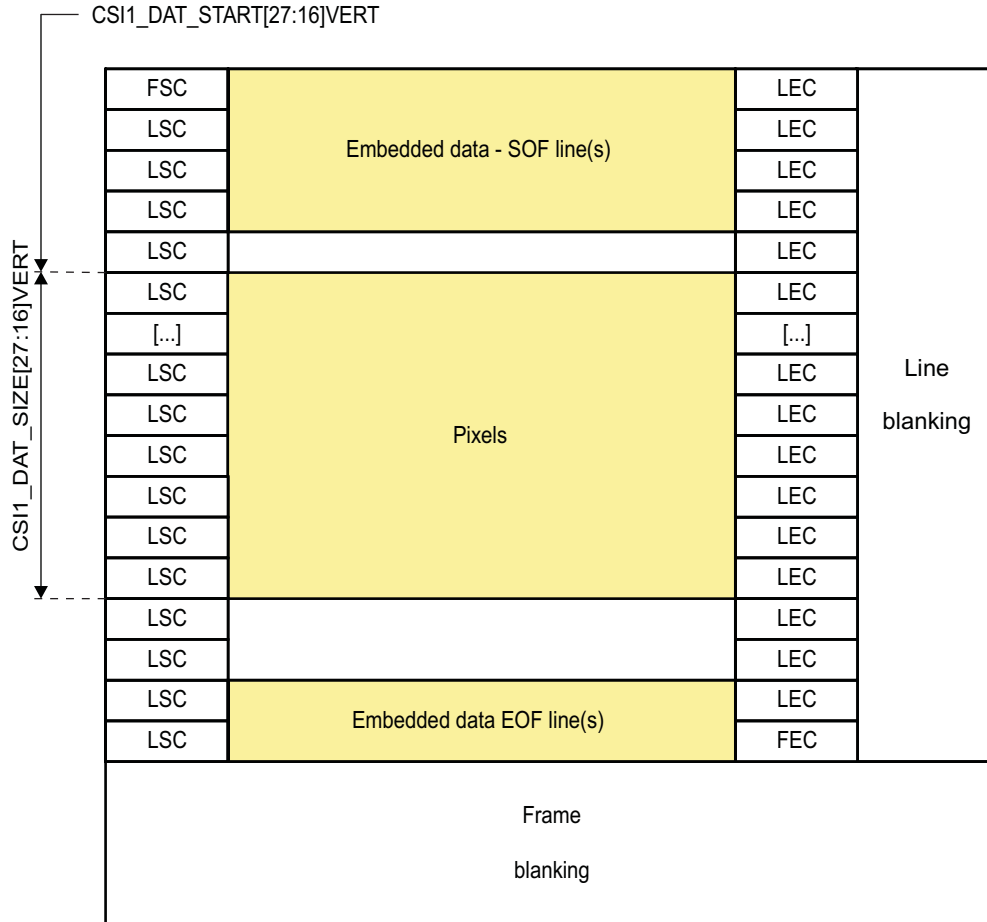 CSI1_DAT_START[27:16]VERT
FSC LEC
LSC LEC
Embedded data - SOF line(s)
LSC LEC
LSC LEC
LSC LEC
LSC LEC
[...] [...]
LSC LEC
Line
LSC LEC
blanking
Pixels
LSC LEC
LSC LEC
LSC LEC
LSC LEC
CSI1_DAT_SIZE[27:16]VERT
LSC LEC
LSC LEC
LSC LEC
Embedded data EOF line(s)
LSC FEC
Frame
blanking